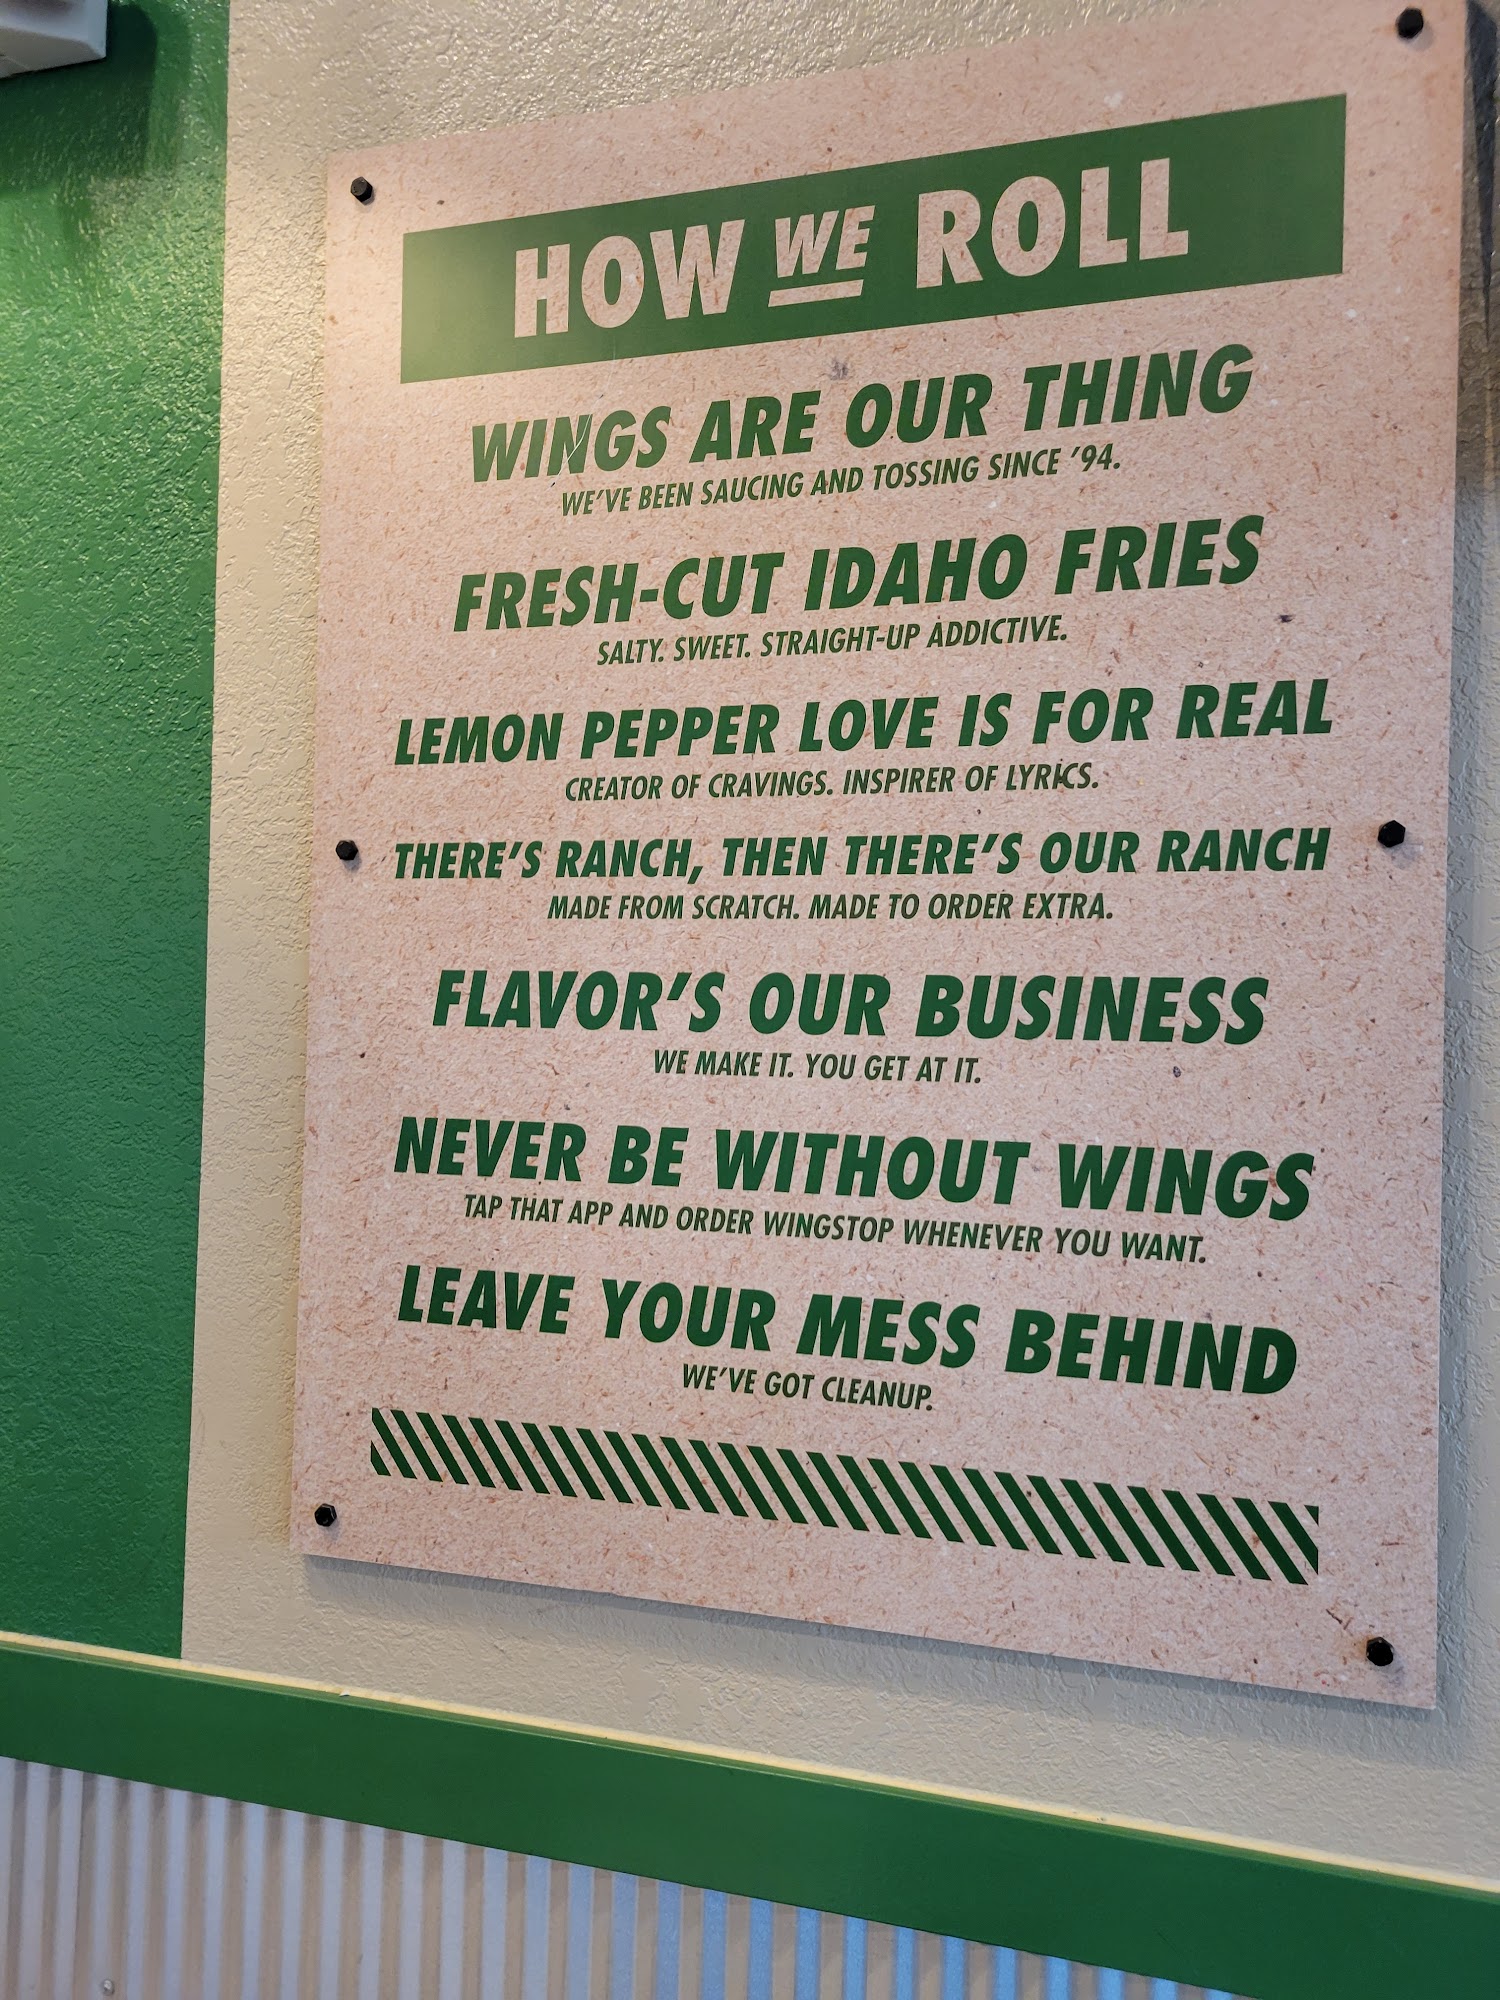 HOW WE ROLL
WINGS ARE OUR THING
WE'VE BEEN SAUCING AND TOSSING SINCE '94.
FRESH-CUT IDAHO FRIES
SALTY. SWEET. STRAIGHT-UP ADDICTIVE.
LEMON PEPPER LOVE IS FOR REAL
CREATOR OF CRAVINGS. INSPIRER OF LYRICS.
THERE'S RANCH, THEN THERE'S OUR RANCH
MADE FROM SCRATCH. MADE TO ORDER EXTRA.
FLAVOR'S OUR BUSINESS
WE MAKE IT. YOU GET AT IT.
NEVER BE WITHOUT WINGS
TAP THAT APP AND ORDER WINGSTOP WHENEVER YOU WANT.
LEAVE YOUR MESS BEHIND
WE'VE GOT CLEANUP.